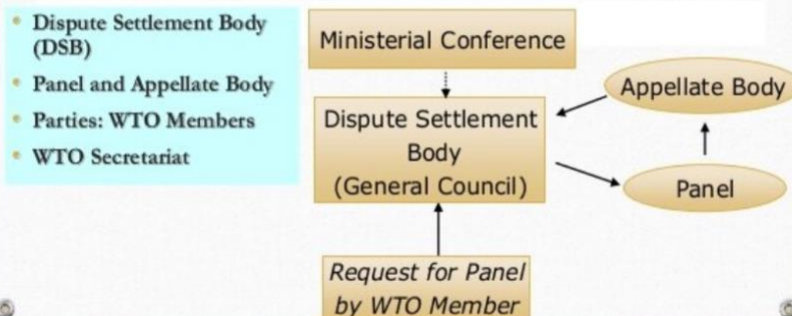 Dispute Settlement Body
(DSB)
Panel and Appellate Body
Parties: WTO Members
WTO Secretariat
Ministerial Conference
Dispute Settlement
Body
(General Council)
Appellate Body
Panel
Request for Panel
by WTO Member